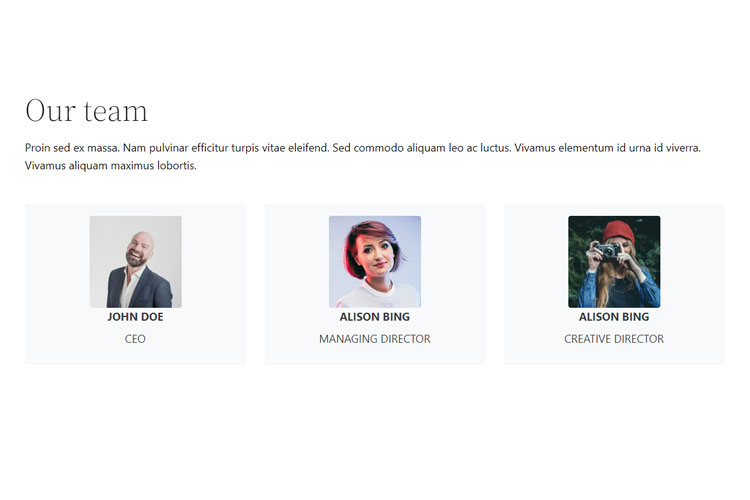 Our team
Proin sed ex massa. Nam pulvinar efficitur turpis vitae eleifend. Sed commodo aliquam leo ac luctus. Vivamus elementum id urna id viverra.
Vivamus aliquam maximus lobortis.
JOHN DOE
CEO
ALISON BING
MANAGING DIRECTOR
ALISON BING
CREATIVE DIRECTOR